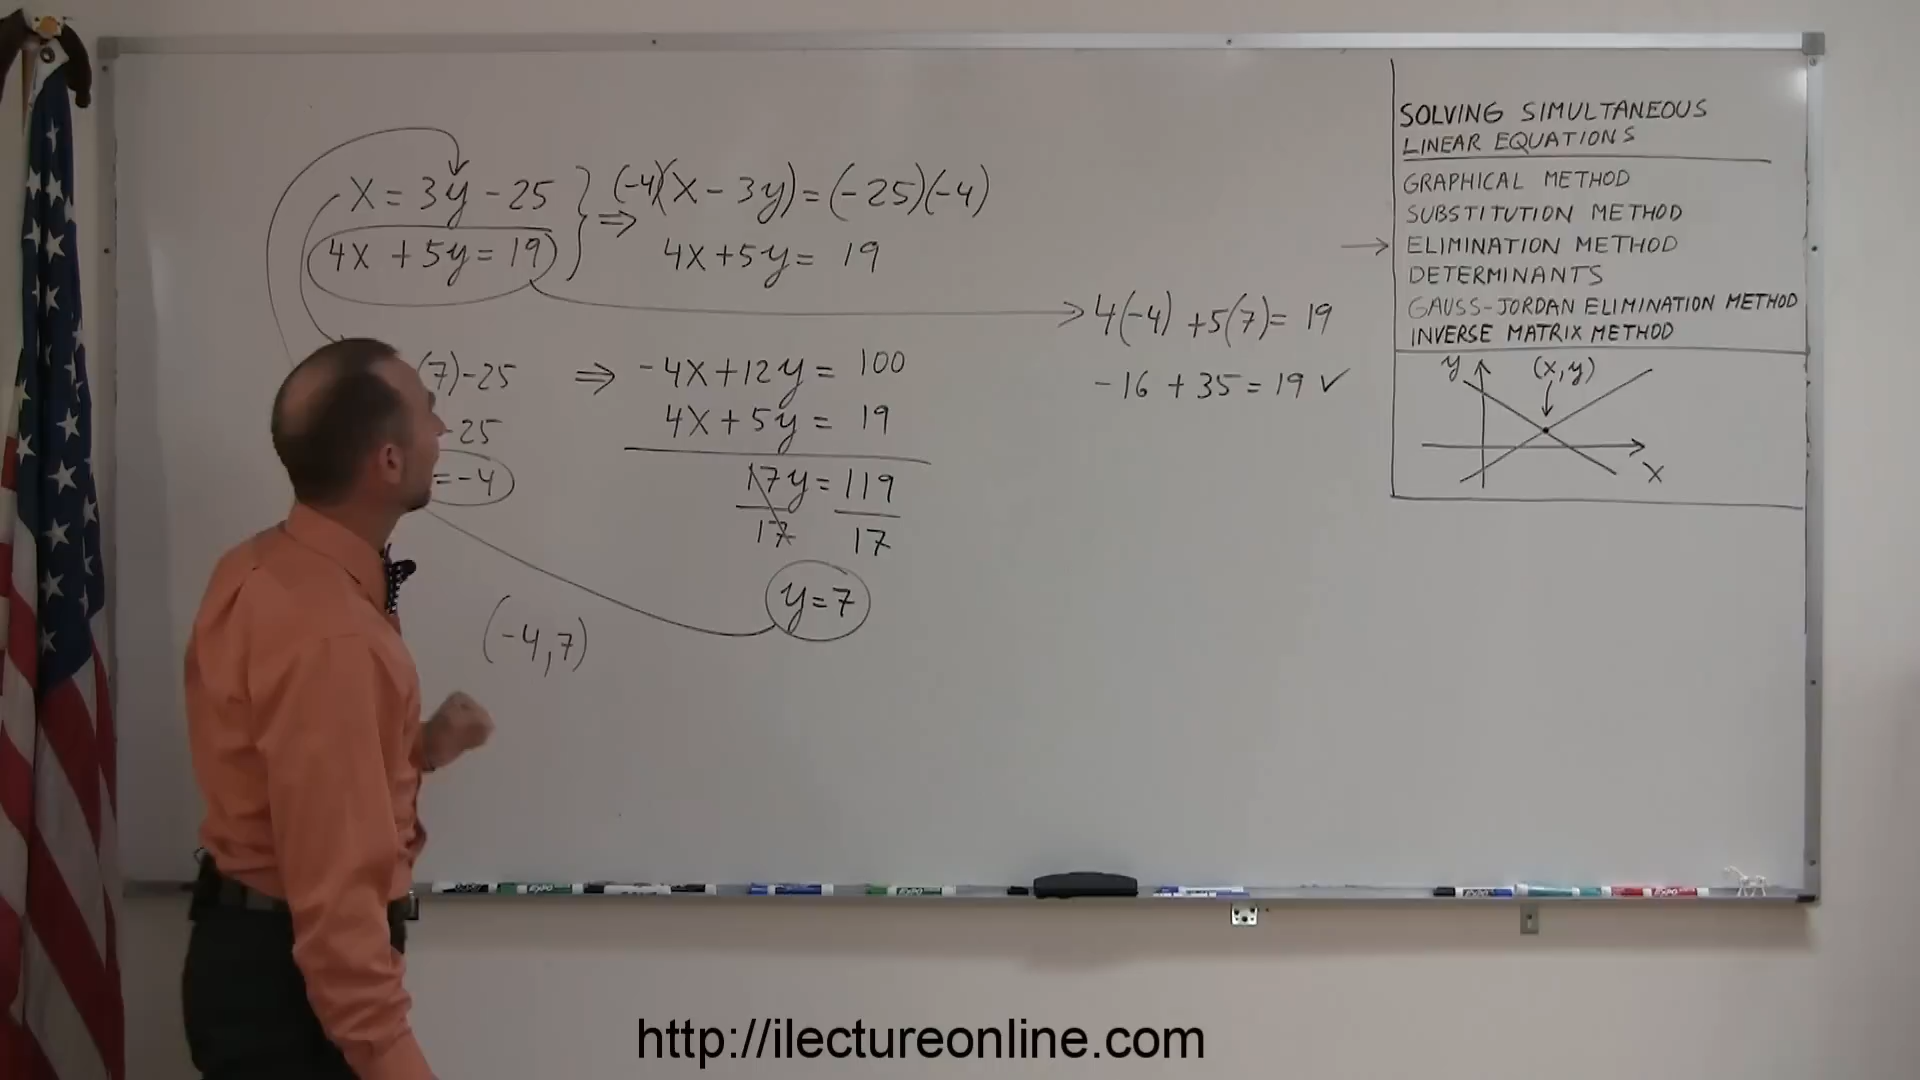 x = 3y - 25
4x + 5y = 19
(-4)(x - 3y) = (-25)(-4)
4x + 5y = 19
(7) - 25
- 25
= -4
-4x + 12y = 100
4x + 5y = 19
17y = 119
17 17
y = 7
(-4, 7)
4(-4) + 5(7) = 19
-16 + 35 = 19 ✓
SOLVING SIMULTANEOUS
LINEAR EQUATIONS
GRAPHICAL METHOD
SUBSTITUTION METHOD
→ ELIMINATION METHOD
DETERMINANTS
GAUSS-JORDAN ELIMINATION METHOD
INVERSE MATRIX METHOD
y (x,y)
x
http://ilectureonline.com